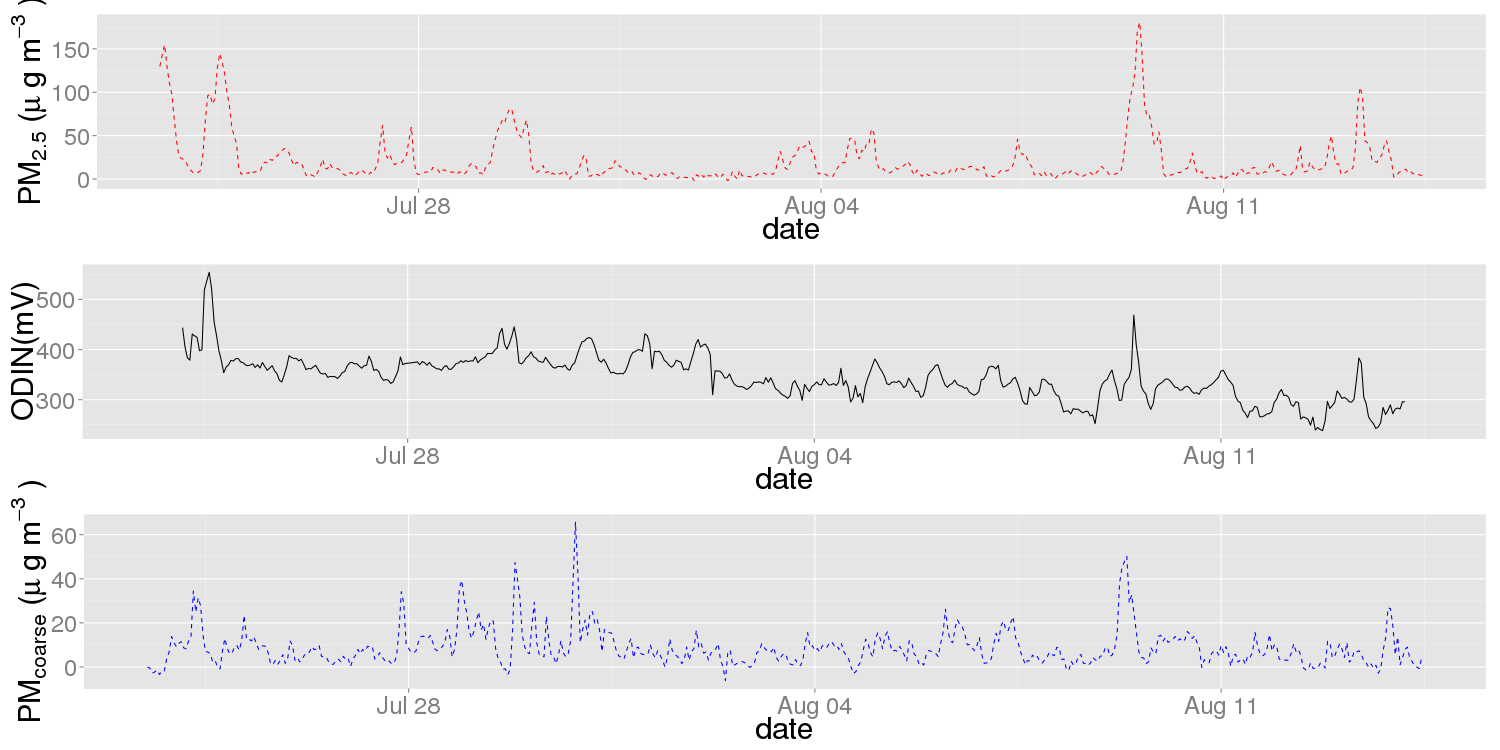 PM2.5 (μ g m−3 )
150
100
50
0
Jul 28 Aug 04 Aug 11
date
ODIN(mV)
500
400
300
Jul 28 Aug 04 Aug 11
date
PMcoarse (μ g m−3 )
60
40
20
0
Jul 28 Aug 04 Aug 11
date